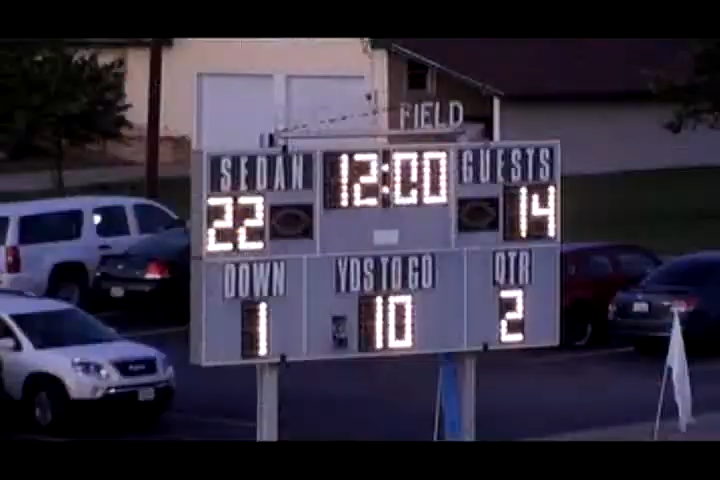 FIELD
SEDAN 12:00 GUESTS
22 14
DOWN YDS TO GO QTR
1 10 2